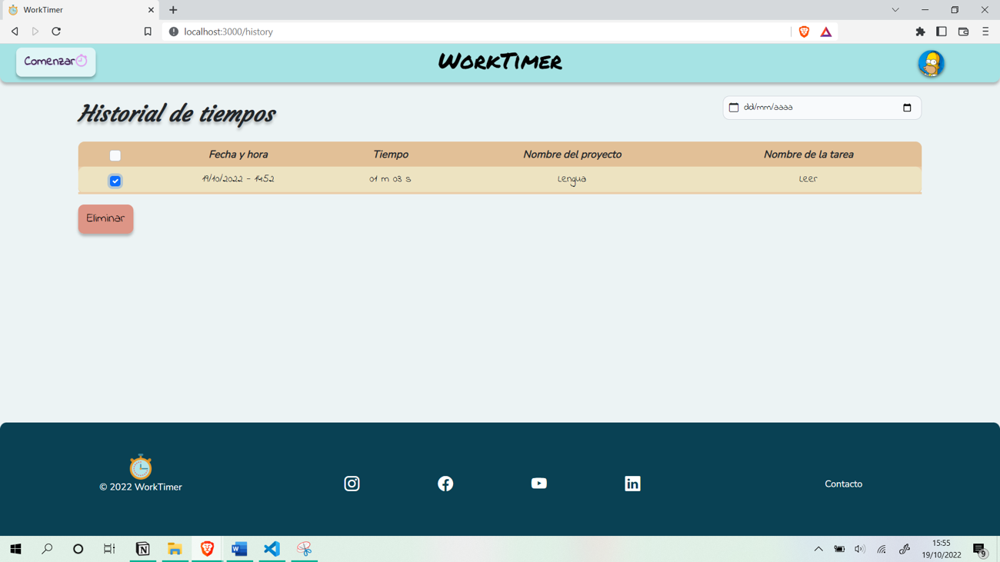 WorkTimer
localhost:3000/history
Comenzar
WorkTimer
Historial de tiempos
dd/mm/aaaa
Fecha y hora Tiempo Nombre del proyecto Nombre de la tarea
19/10/2022 - 14:52 01 m 03 s Lengua Leer
Eliminar
© 2022 WorkTimer
Contacto
15:55
19/10/2022
9